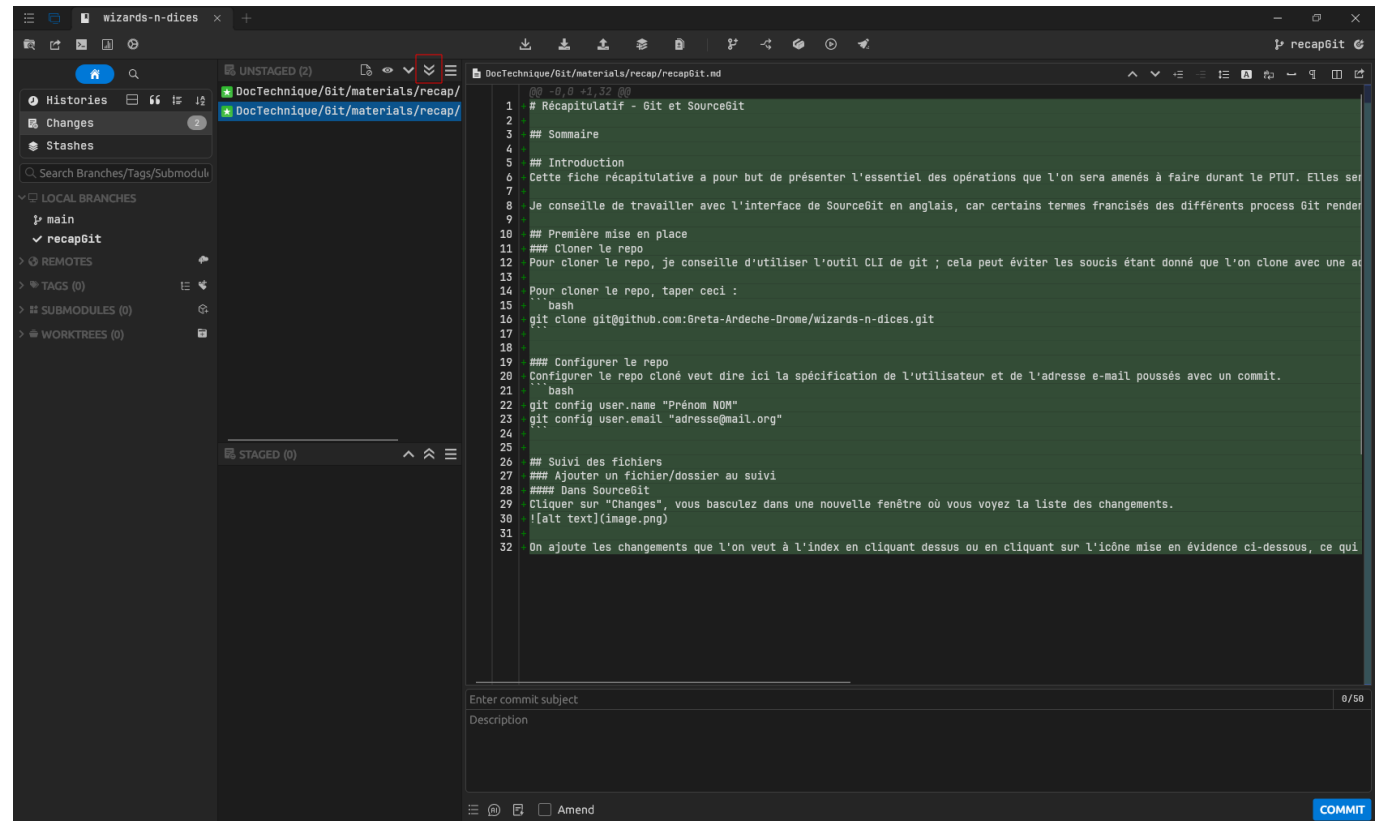 wizards-n-dices
recapGit
Histories
Changes 2
Stashes
Search Branches/Tags/Submodul
LOCAL BRANCHES
main
recapGit
REMOTES
TAGS (0)
SUBMODULES (0)
WORKTREES (0)
UNSTAGED (2)
DocTechnique/Git/materials/recap/
DocTechnique/Git/materials/recap/
STAGED (0)
DocTechnique/Git/materials/recap/recapGit.md
@@ -0,0 +1,32 @@
1 + # Récapitulatif - Git et SourceGit
2 +
3 + ## Sommaire
4 +
5 + ## Introduction
6 + Cette fiche récapitulative a pour but de présenter l'essentiel des opérations que l'on sera amenés à faire durant le PTUT. Elles ser
7 +
8 + Je conseille de travailler avec l'interface de SourceGit en anglais, car certains termes francisés des différents process Git render
9 +
10 + ## Première mise en place
11 + ### Cloner le repo
12 + Pour cloner le repo, je conseille d'utiliser l'outil CLI de git ; cela peut éviter les soucis étant donné que l'on clone avec une ad
13 +
14 + Pour cloner le repo, taper ceci :
15 + ```bash
16 + git clone git@github.com:Greta-Ardeche-Drome/wizards-n-dices.git
17 + ```
18 +
19 + ### Configurer le repo
20 + Configurer le repo cloné veut dire ici la spécification de l'utilisateur et de l'adresse e-mail poussés avec un commit.
21 + ```bash
22 + git config user.name "Prénom NOM"
23 + git config user.email "adresse@mail.org"
24 + ```
25 +
26 + ## Suivi des fichiers
27 + ### Ajouter un fichier/dossier au suivi
28 + #### Dans SourceGit
29 + Cliquer sur "Changes", vous basculez dans une nouvelle fenêtre où vous voyez la liste des changements.
30 + ![alt text](image.png)
31 +
32 + On ajoute les changements que l'on veut à l'index en cliquant dessus ou en cliquant sur l'icône mise en évidence ci-dessous, ce qui
Enter commit subject 0/50
Description
Amend
COMMIT